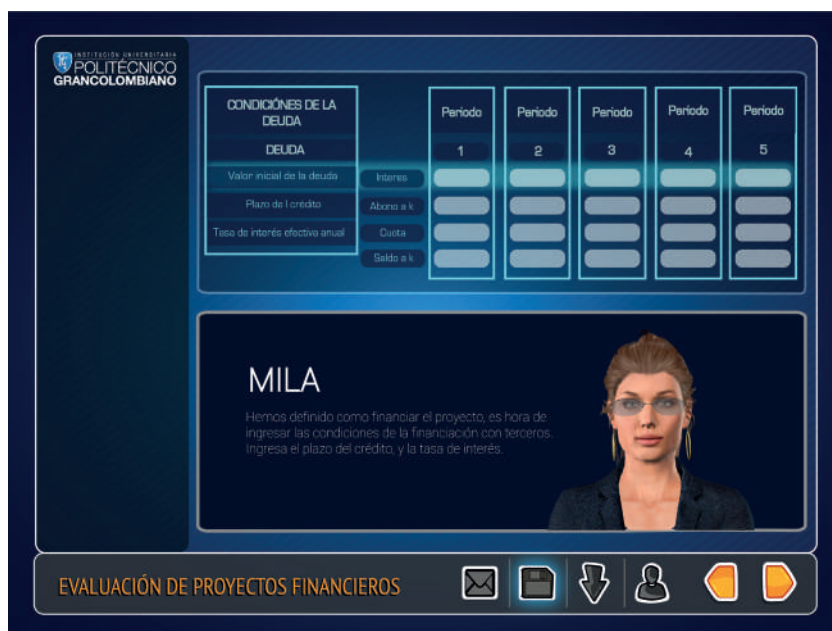 INSTITUCIÓN UNIVERSITARIA
POLITÉCNICO
GRANCOLOMBIANO
CONDICIÓNES DE LA
DEUDA
Periodo Periodo Periodo Periodo Periodo
DEUDA 1 2 3 4 5
Valor inicial de la deuda Interes
Plazo de l crédito Abono a k
Tasa de interés efectiva anual Cuota
Saldo a k
MILA
Hemos definido como financiar el proyecto, es hora de
ingresar las condiciones de la financiación con terceros.
Ingresa el plazo del crédito, y la tasa de interés.
EVALUACIÓN DE PROYECTOS FINANCIEROS